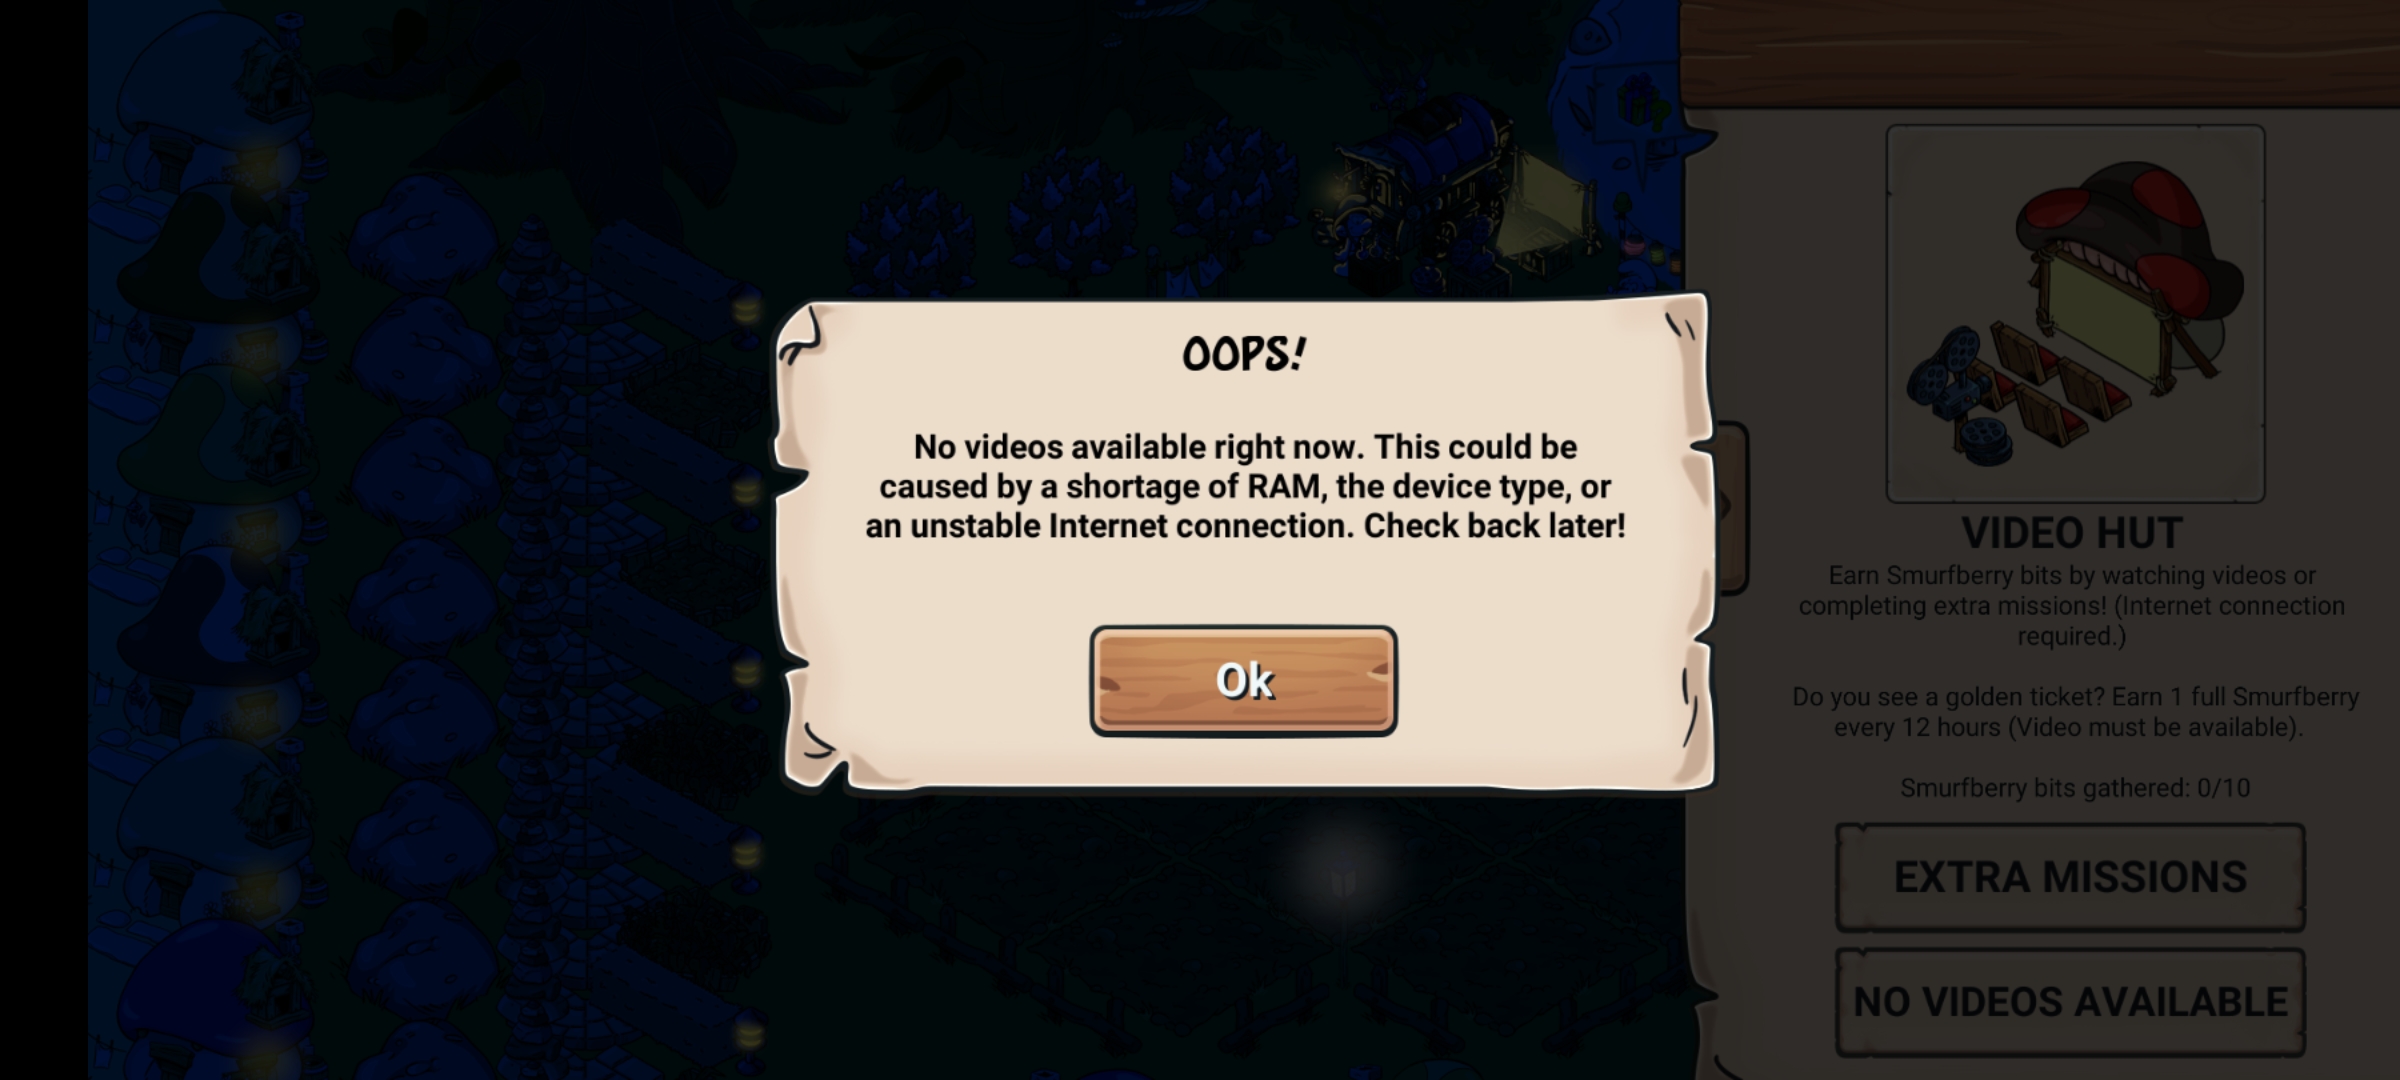 OOPS!
No videos available right now. This could be
caused by a shortage of RAM, the device type, or
an unstable Internet connection. Check back later!
Ok
VIDEO HUT
Earn Smurfberry bits by watching videos or
completing extra missions! (Internet connection
required.)
Do you see a golden ticket? Earn 1 full Smurfberry
every 12 hours (Video must be available).
Smurfberry bits gathered: 0/10
EXTRA MISSIONS
NO VIDEOS AVAILABLE